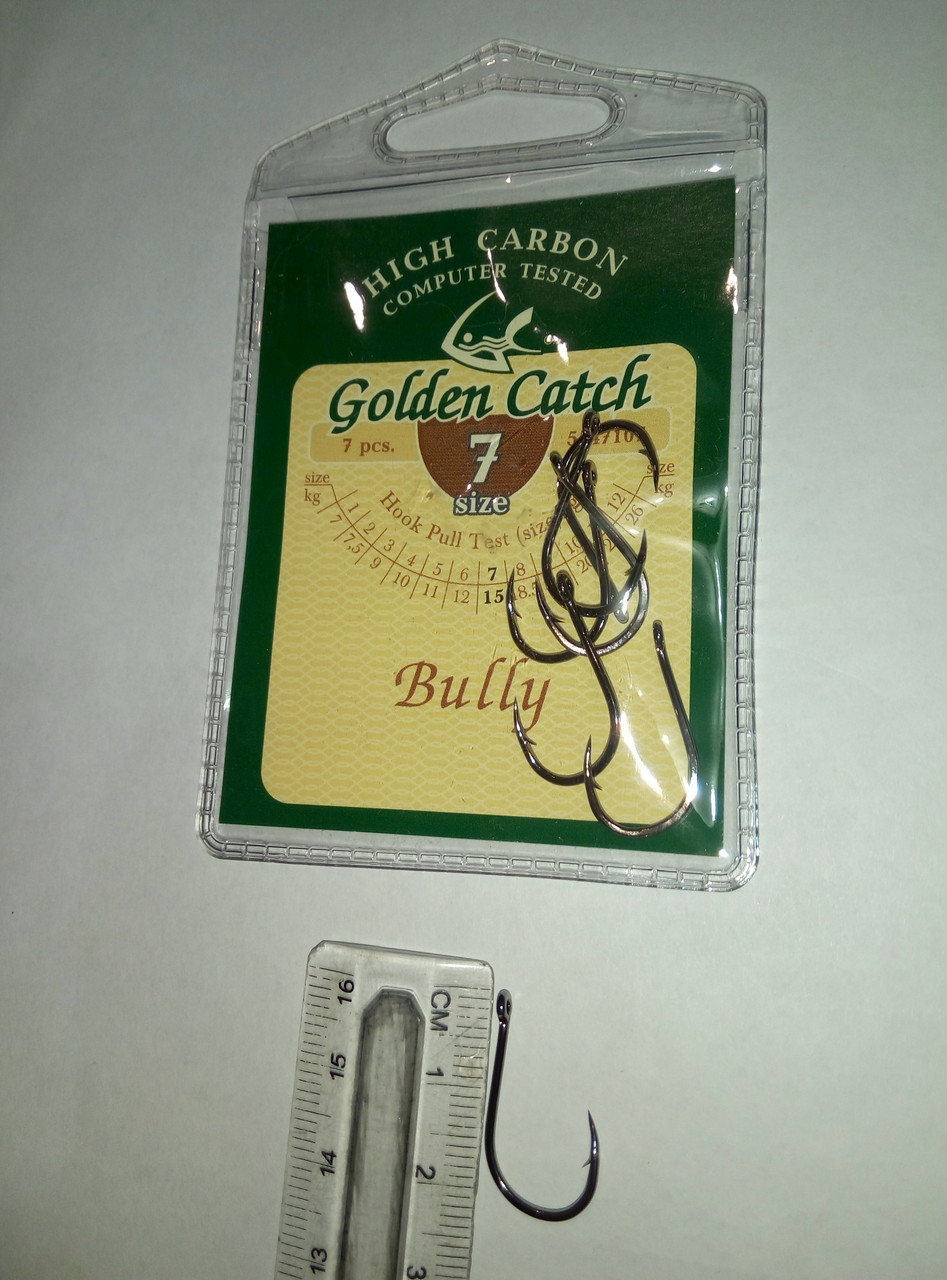 HIGH CARBON
COMPUTER TESTED
Golden Catch
7 pcs.
7
size
size
kg
size
kg
Hook Pull Test
1 2 3 4 5 6 7 8 12
7 7,5 9 10 11 12 15 18.5 26
Bully
16 CM
15 1
14 2
13 3